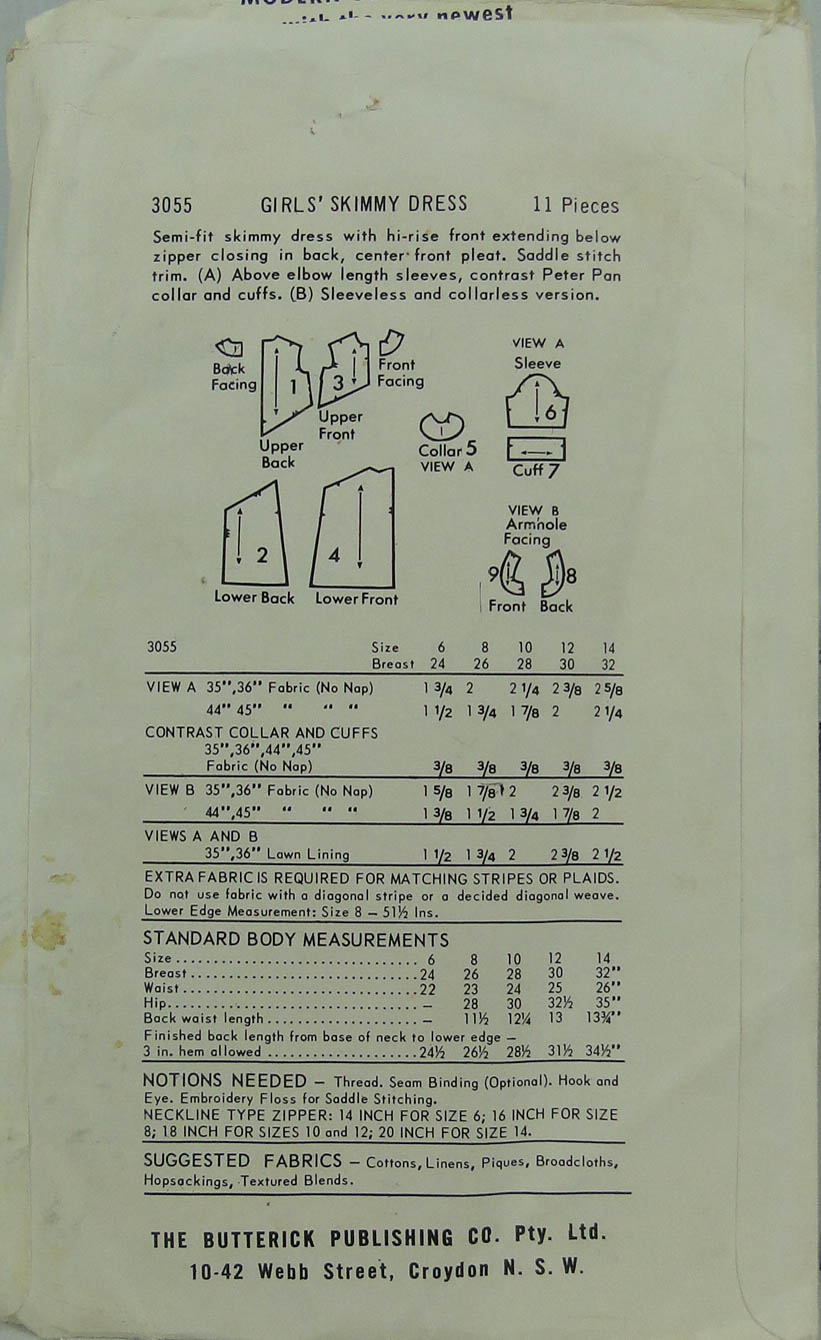 the very newest
3055 GIRLS' SKIMMY DRESS 11 Pieces
Semi-fit skimmy dress with hi-rise front extending below
zipper closing in back, center front pleat. Saddle stitch
trim. (A) Above elbow length sleeves, contrast Peter Pan
collar and cuffs. (B) Sleeveless and collarless version.
Back
Facing
1
Upper
Back
3
Upper
Front
Front
Facing
Collar 5
VIEW A
VIEW A
Sleeve
6
Cuff 7
2
Lower Back
4
Lower Front
VIEW B
Armhole
Facing
9 8
Front Back
3055 Size 6 8 10 12 14
Breast 24 26 28 30 32
VIEW A 35",36" Fabric (No Nap) 1 3/4 2 2 1/4 2 3/8 2 5/8
44" 45" " " " 1 1/2 1 3/4 1 7/8 2 2 1/4
CONTRAST COLLAR AND CUFFS
35",36",44",45"
Fabric (No Nap) 3/8 3/8 3/8 3/8 3/8
VIEW B 35",36" Fabric (No Nap) 1 5/8 1 7/8 2 2 3/8 2 1/2
44",45" " " " 1 3/8 1 1/2 1 3/4 1 7/8 2
VIEWS A AND B
35",36" Lawn Lining 1 1/2 1 3/4 2 2 3/8 2 1/2
EXTRA FABRIC IS REQUIRED FOR MATCHING STRIPES OR PLAIDS.
Do not use fabric with a diagonal stripe or a decided diagonal weave.
Lower Edge Measurement: Size 8 – 51½ Ins.
STANDARD BODY MEASUREMENTS
Size................................ 6 8 10 12 14
Breast..............................24 26 28 30 32"
Waist...............................22 23 24 25 26"
Hip................................. – 28 30 32½ 35"
Back waist length.................... – 11½ 12¼ 13 13¾"
Finished back length from base of neck to lower edge –
3 in. hem allowed ....................24½ 26½ 28½ 31½ 34½"
NOTIONS NEEDED – Thread. Seam Binding (Optional). Hook and
Eye. Embroidery Floss for Saddle Stitching.
NECKLINE TYPE ZIPPER: 14 INCH FOR SIZE 6; 16 INCH FOR SIZE
8; 18 INCH FOR SIZES 10 and 12; 20 INCH FOR SIZE 14.
SUGGESTED FABRICS – Cottons, Linens, Piques, Broadcloths,
Hopsackings, Textured Blends.
THE BUTTERICK PUBLISHING CO. Pty. Ltd.
10-42 Webb Street, Croydon N. S. W.